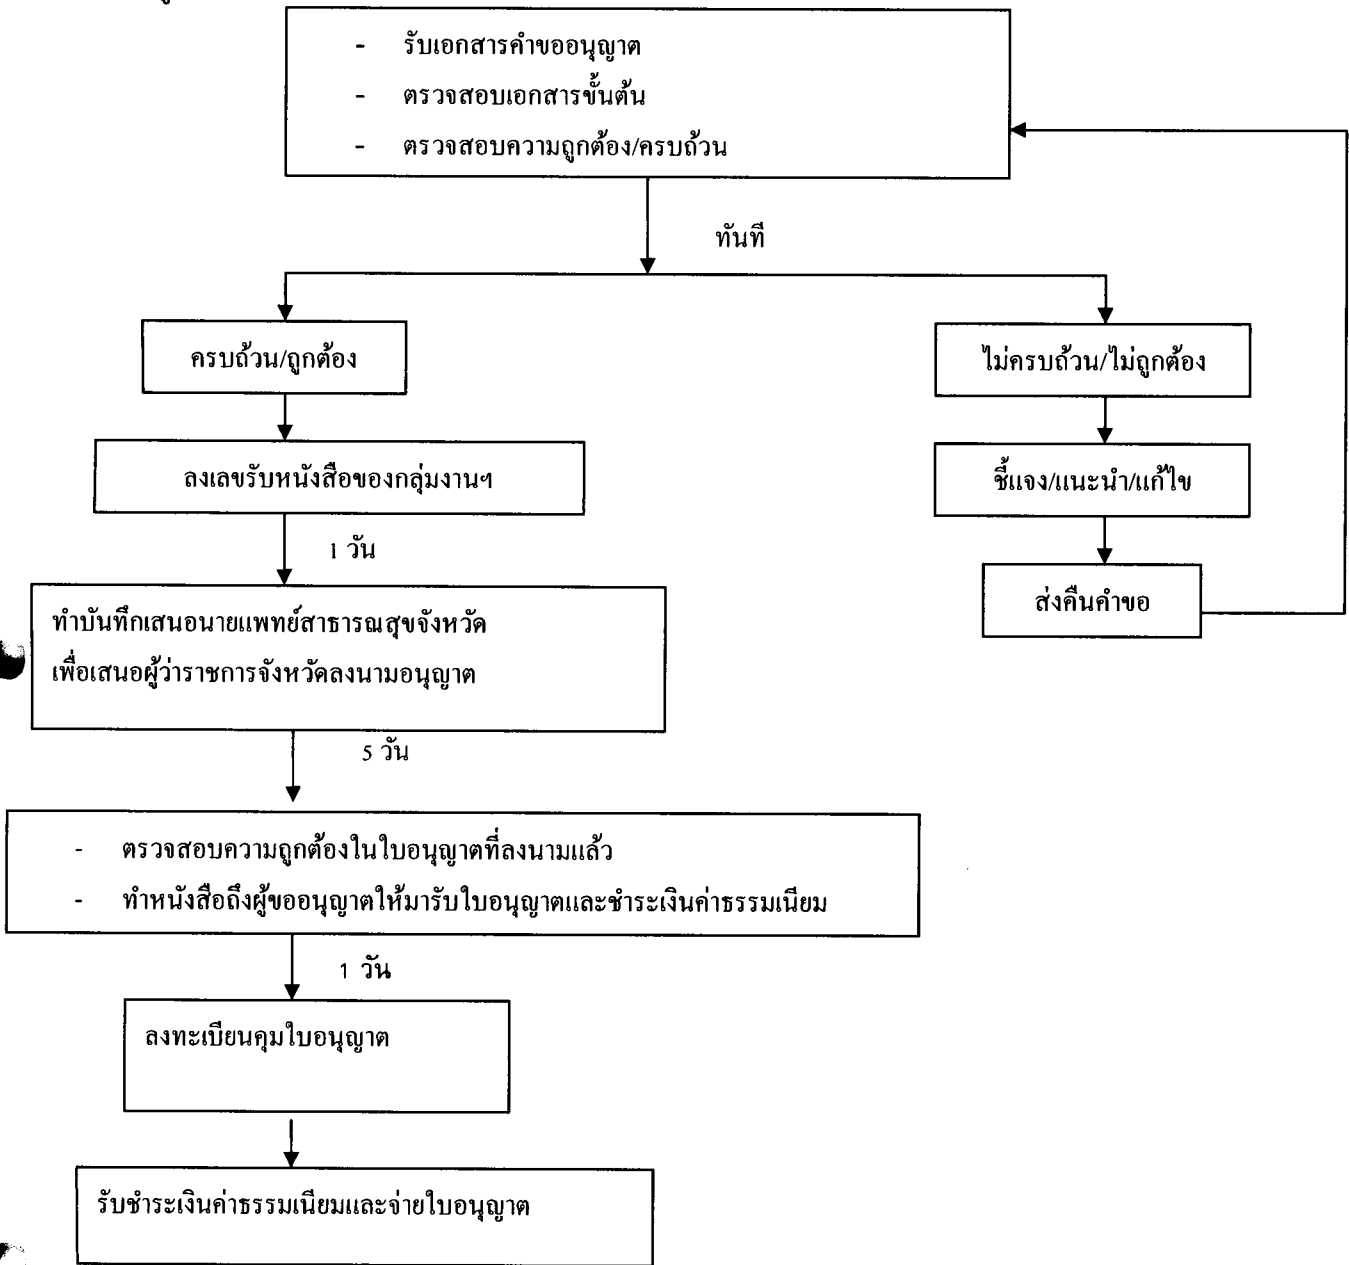 - รับเอกสารคำขออนุญาต
- ตรวจสอบเอกสารขั้นต้น
- ตรวจสอบความถูกต้อง/ครบถ้วน
ทันที
ครบถ้วน/ถูกต้อง
ไม่ครบถ้วน/ไม่ถูกต้อง
ลงเลขรับหนังสือของกลุ่มงานฯ
ชี้แจง/แนะนำ/แก้ไข
1 วัน
ส่งคืนคำขอ
ทำบันทึกเสนอนายแพทย์สาธารณสุขจังหวัด
เพื่อเสนอผู้ว่าราชการจังหวัดลงนามอนุญาต
5 วัน
- ตรวจสอบความถูกต้องในใบอนุญาตที่ลงนามแล้ว
- ทำหนังสือถึงผู้ขออนุญาตให้มารับใบอนุญาตและชำระเงินค่าธรรมเนียม
1 วัน
ลงทะเบียนคุมใบอนุญาต
รับชำระเงินค่าธรรมเนียมและจ่ายใบอนุญาต